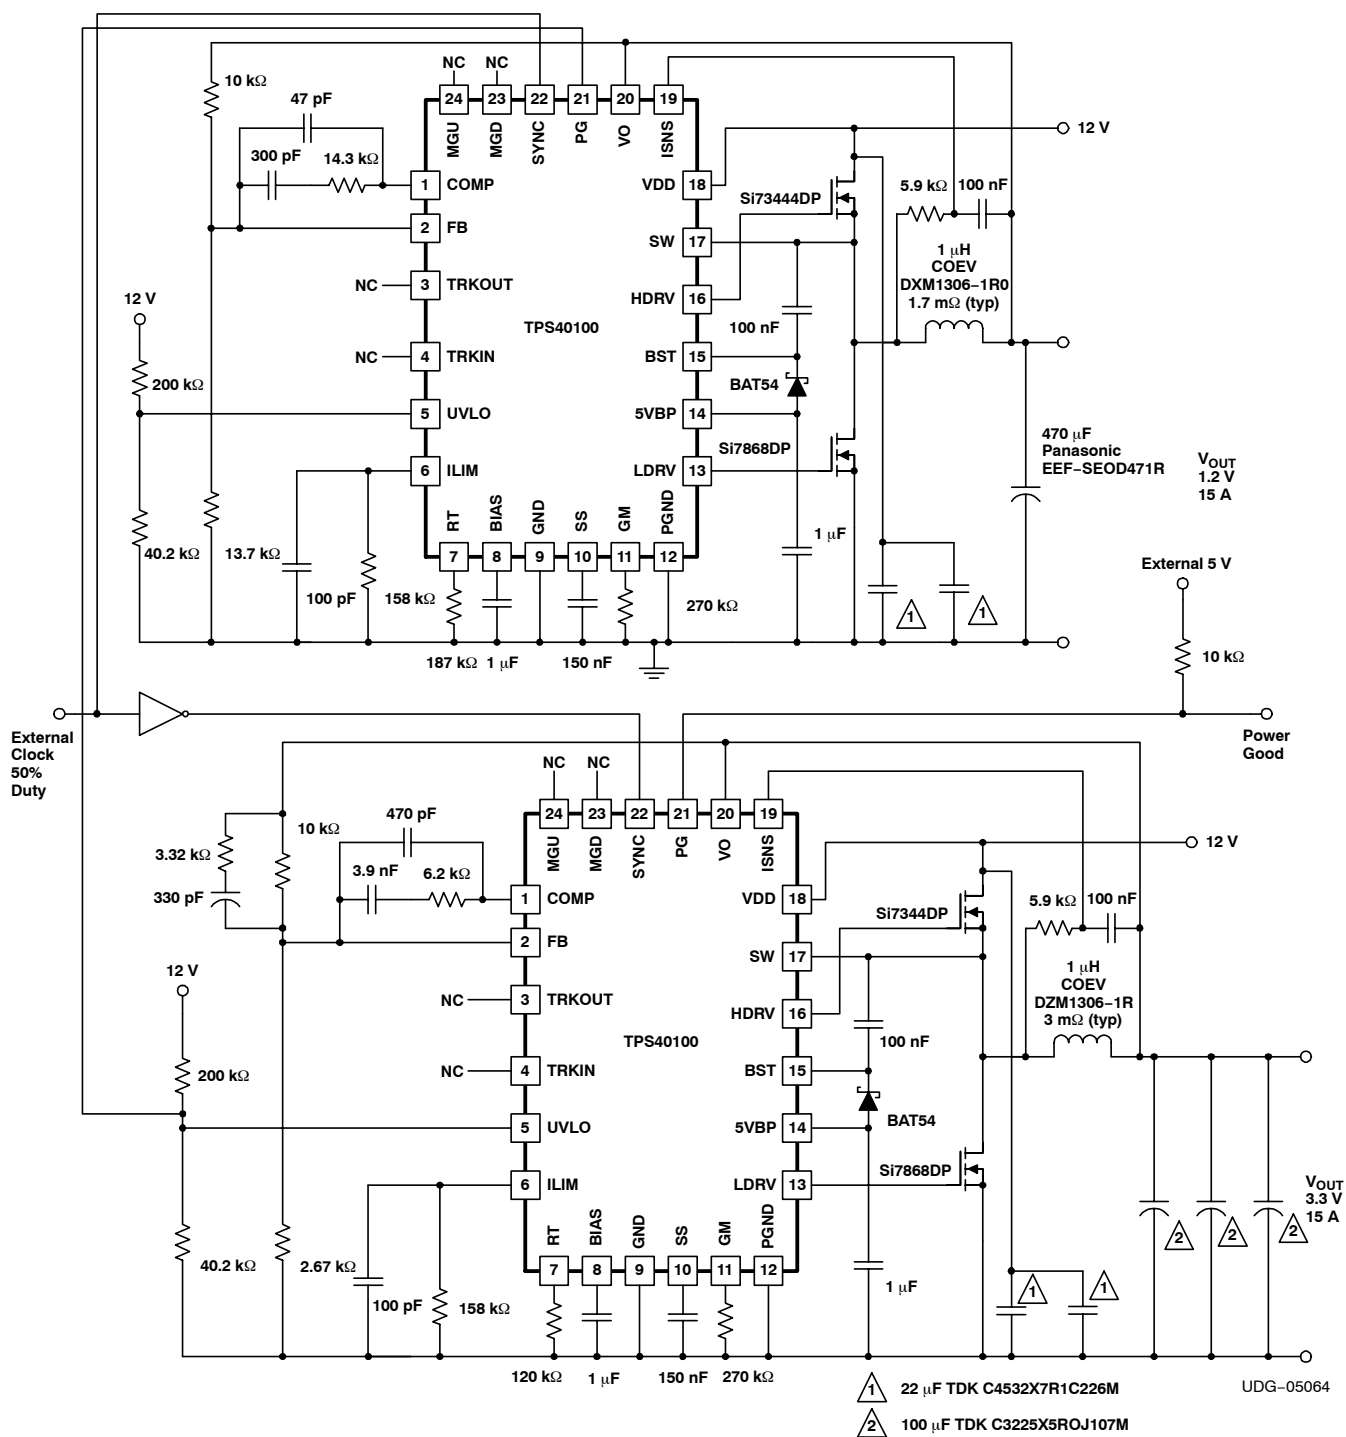 10 kΩ
47 pF
300 pF
14.3 kΩ
NC
NC
24
23
22
21
20
19
MGU
MGD
SYNC
PG
VO
ISNS
1
COMP
2
FB
NC
3
TRKOUT
NC
4
TRKIN
5
UVLO
6
ILIM
TPS40100
VDD
18
SW
17
HDRV
16
BST
15
5VBP
14
LDRV
13
RT
BIAS
GND
SS
GM
PGND
7
8
9
10
11
12
12 V
200 kΩ
40.2 kΩ
13.7 kΩ
100 pF
158 kΩ
187 kΩ
1 μF
150 nF
270 kΩ
12 V
Si73444DP
5.9 kΩ
100 nF
1 μH
COEV
DXM1306−1R0
1.7 mΩ (typ)
100 nF
BAT54
Si7868DP
1 μF
1
1
470 μF
Panasonic
EEF-SEOD471R
VOUT
1.2 V
15 A
External 5 V
10 kΩ
Power
Good
External
Clock
50%
Duty
3.32 kΩ
330 pF
10 kΩ
470 pF
3.9 nF
6.2 kΩ
NC
NC
24
23
22
21
20
19
MGU
MGD
SYNC
PG
VO
ISNS
1
COMP
2
FB
NC
3
TRKOUT
NC
4
TRKIN
5
UVLO
6
ILIM
TPS40100
VDD
18
SW
17
HDRV
16
BST
15
5VBP
14
LDRV
13
RT
BIAS
GND
SS
GM
PGND
7
8
9
10
11
12
12 V
200 kΩ
40.2 kΩ
2.67 kΩ
100 pF
158 kΩ
120 kΩ
1 μF
150 nF
270 kΩ
12 V
Si7344DP
5.9 kΩ
100 nF
1 μH
COEV
DZM1306−1R
3 mΩ (typ)
100 nF
BAT54
Si7868DP
1 μF
1
1
2
2
2
VOUT
3.3 V
15 A
1
22 μF TDK C4532X7R1C226M
2
100 μF TDK C3225X5ROJ107M
UDG−05064